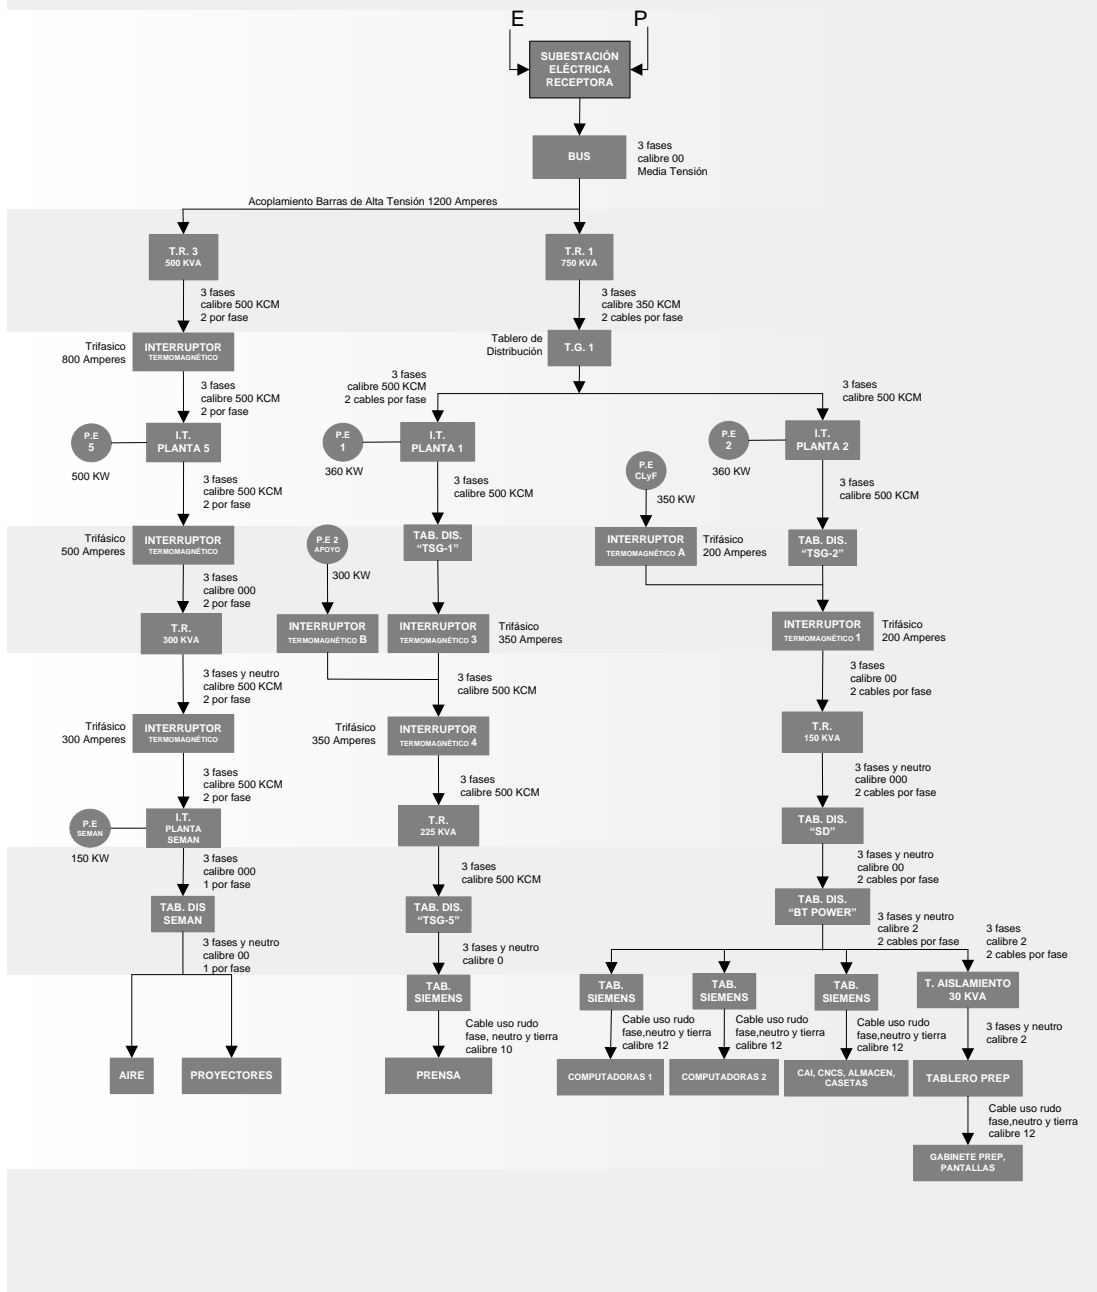 E
P
SUBESTACIÓN
ELÉCTRICA
RECEPTORA
BUS
3 fases
calibre 00
Media Tensión
Acoplamiento Barras de Alta Tensión 1200 Amperes
T.R. 3
500 KVA
T.R. 1
750 KVA
3 fases
calibre 500 KCM
2 por fase
3 fases
calibre 350 KCM
2 cables por fase
Trifasico
800 Amperes
INTERRUPTOR
TERMOMAGNÉTICO
Tablero de
Distribución
T.G. 1
3 fases
calibre 500 KCM
2 por fase
3 fases
calibre 500 KCM
2 cables por fase
3 fases
calibre 500 KCM
P.E
5
500 KW
I.T.
PLANTA 5
P.E
1
360 KW
I.T.
PLANTA 1
P.E
2
360 KW
I.T.
PLANTA 2
3 fases
calibre 500 KCM
2 por fase
3 fases
calibre 500 KCM
P.E
CLyF
350 KW
3 fases
calibre 500 KCM
Trifásico
500 Amperes
INTERRUPTOR
TERMOMAGNÉTICO
P.E 2
APOYO
300 KW
TAB. DIS.
“TSG-1”
INTERRUPTOR
TERMOMAGNÉTICO A
Trifásico
200 Amperes
TAB. DIS.
“TSG-2”
3 fases
calibre 000
2 por fase
T.R.
300 KVA
INTERRUPTOR
TERMOMAGNÉTICO B
INTERRUPTOR
TERMOMAGNÉTICO 3
Trifásico
350 Amperes
INTERRUPTOR
TERMOMAGNÉTICO 1
Trifásico
200 Amperes
3 fases y neutro
calibre 500 KCM
2 por fase
3 fases
calibre 500 KCM
3 fases
calibre 00
2 cables por fase
Trifásico
300 Amperes
INTERRUPTOR
TERMOMAGNÉTICO
Trifásico
350 Amperes
INTERRUPTOR
TERMOMAGNÉTICO 4
T.R.
150 KVA
3 fases
calibre 500 KCM
2 por fase
3 fases
calibre 500 KCM
3 fases y neutro
calibre 000
2 cables por fase
P.E
SEMAN
150 KW
I.T.
PLANTA
SEMAN
T.R.
225 KVA
TAB. DIS.
“SD”
3 fases
calibre 000
1 por fase
3 fases
calibre 500 KCM
3 fases y neutro
calibre 00
2 cables por fase
TAB. DIS
SEMAN
TAB. DIS.
“TSG-5”
TAB. DIS.
“BT POWER”
3 fases y neutro
calibre 00
1 por fase
3 fases y neutro
calibre 0
3 fases y neutro
calibre 2
2 cables por fase
3 fases
calibre 2
2 cables por fase
TAB.
SIEMENS
TAB.
SIEMENS
TAB.
SIEMENS
TAB.
SIEMENS
T. AISLAMIENTO
30 KVA
Cable uso rudo
fase, neutro y tierra
calibre 10
Cable uso rudo
fase,neutro y tierra
calibre 12
Cable uso rudo
fase,neutro y tierra
calibre 12
Cable uso rudo
fase,neutro y tierra
calibre 12
3 fases y neutro
calibre 2
AIRE
PROYECTORES
PRENSA
COMPUTADORAS 1
COMPUTADORAS 2
CAI, CNCS, ALMACEN,
CASETAS
TABLERO PREP
Cable uso rudo
fase,neutro y tierra
calibre 12
GABINETE PREP,
PANTALLAS